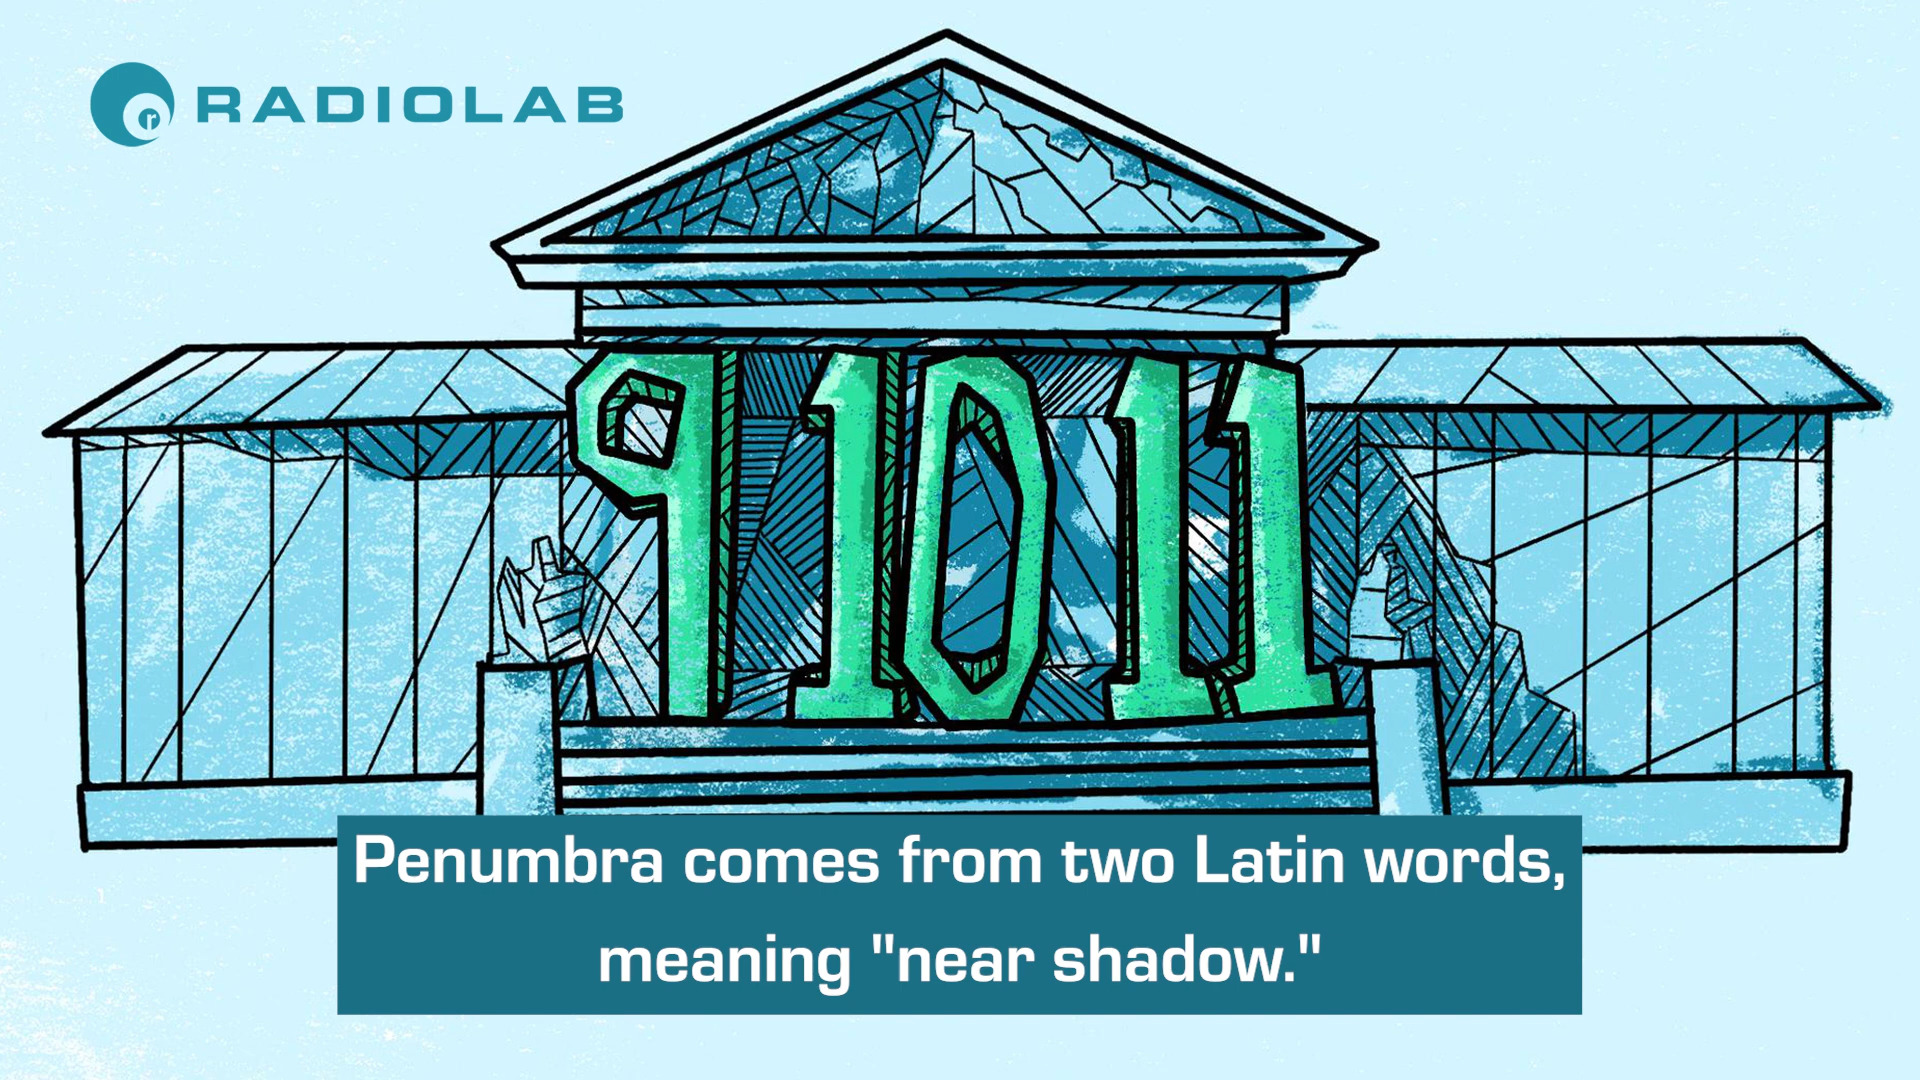 RADIOLAB
9 10 11
Penumbra comes from two Latin words,
meaning "near shadow."